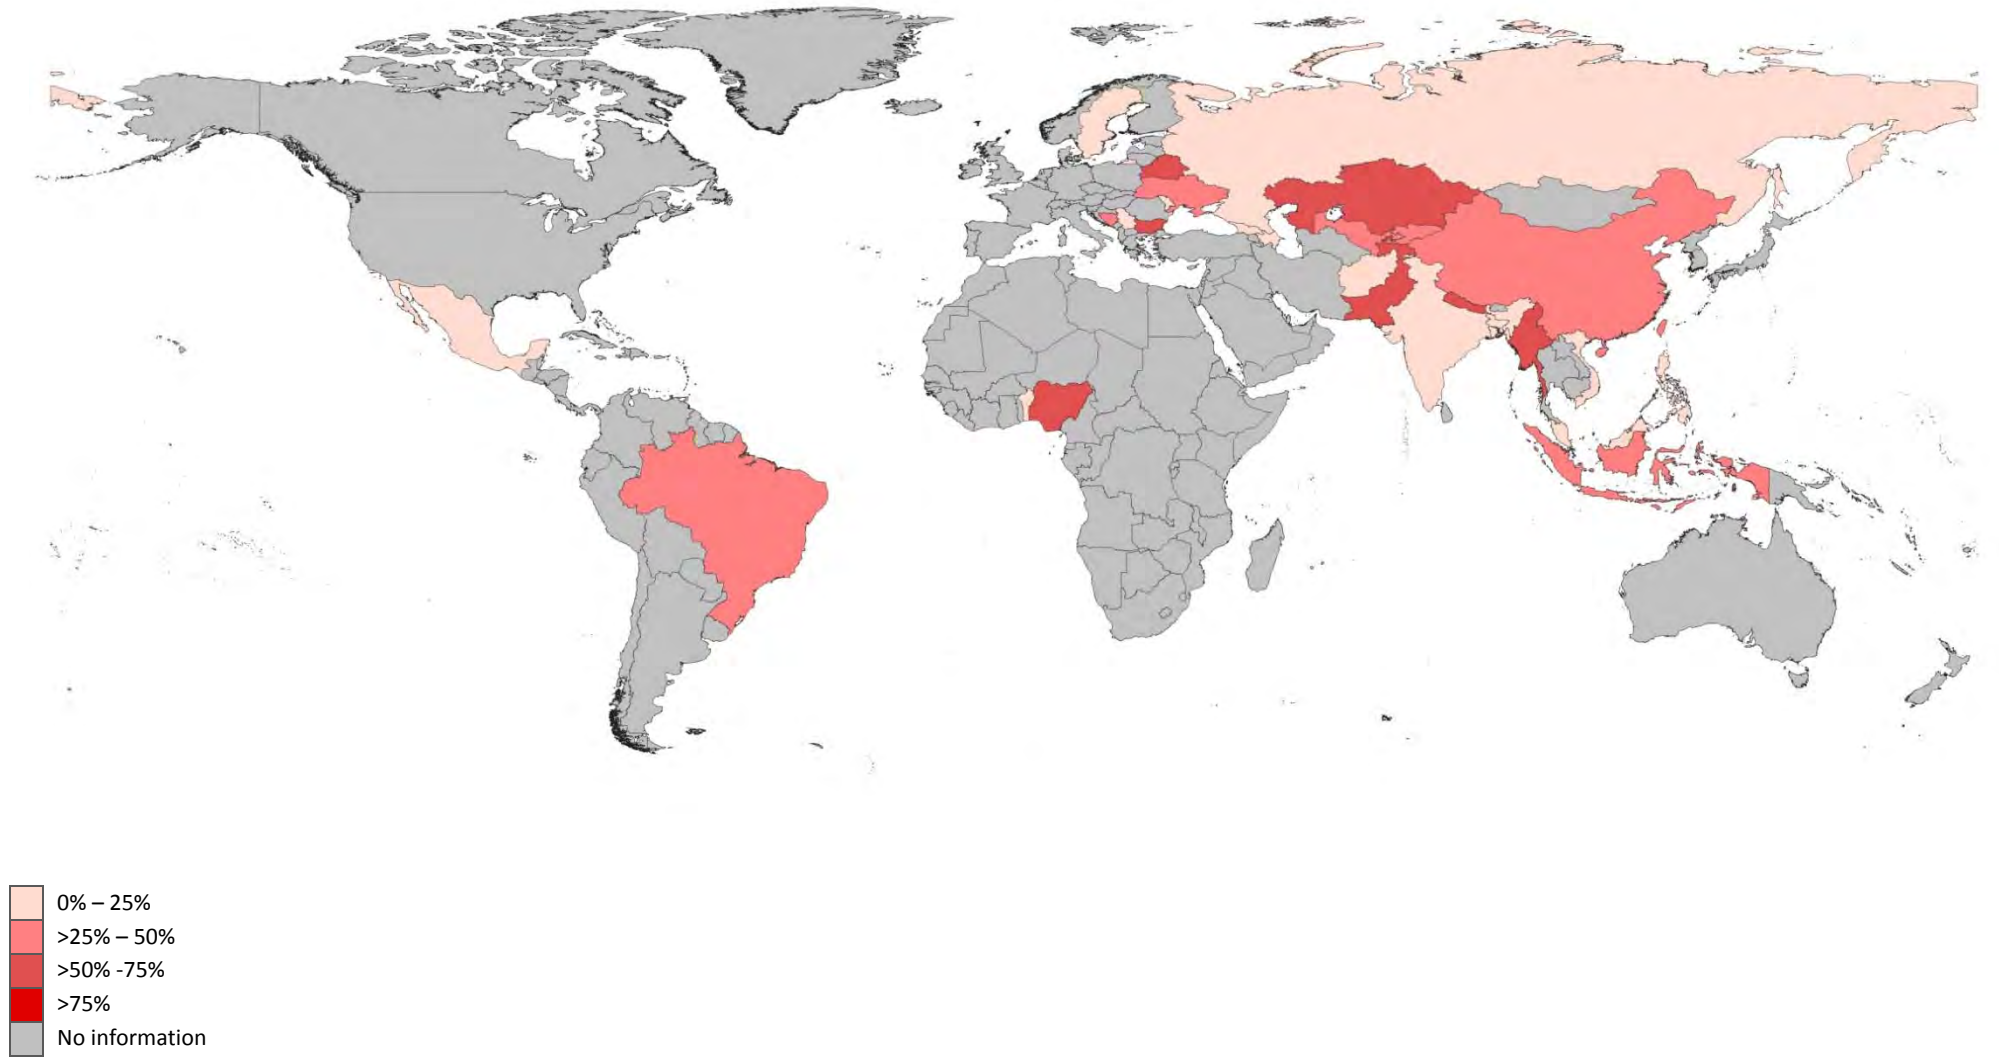 0% – 25%
>25% – 50%
>50% -75%
>75%
No information